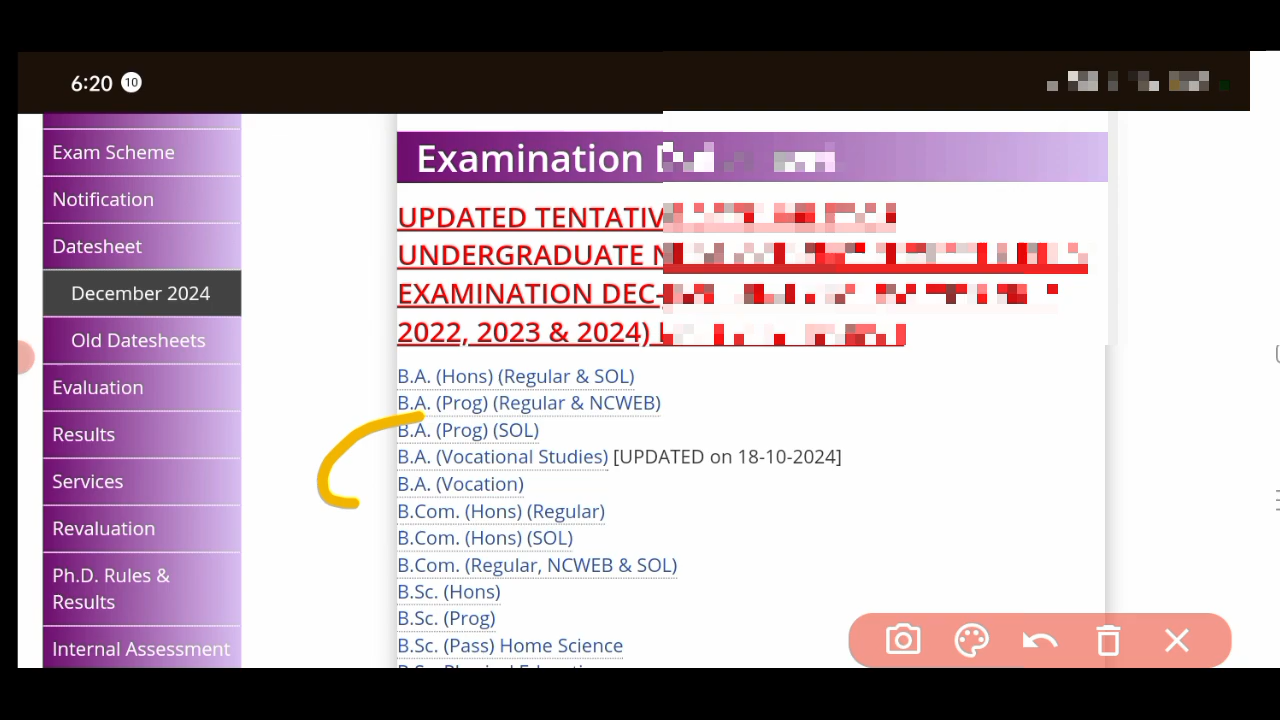 6:20 10
Exam Scheme
Notification
Datesheet
December 2024
Old Datesheets
Evaluation
Results
Services
Revaluation
Ph.D. Rules &
Results
Internal Assessment
Examination
UPDATED
UNDERGRADUATE
EXAMINATION DEC-
2022, 2023 & 2024)
B.A. (Hons) (Regular & SOL)
B.A. (Prog) (Regular & NCWEB)
B.A. (Prog) (SOL)
B.A. (Vocational Studies) [UPDATED on 18-10-2024]
B.A. (Vocation)
B.Com. (Hons) (Regular)
B.Com. (Hons) (SOL)
B.Com. (Regular, NCWEB & SOL)
B.Sc. (Hons)
B.Sc. (Prog)
B.Sc. (Pass) Home Science